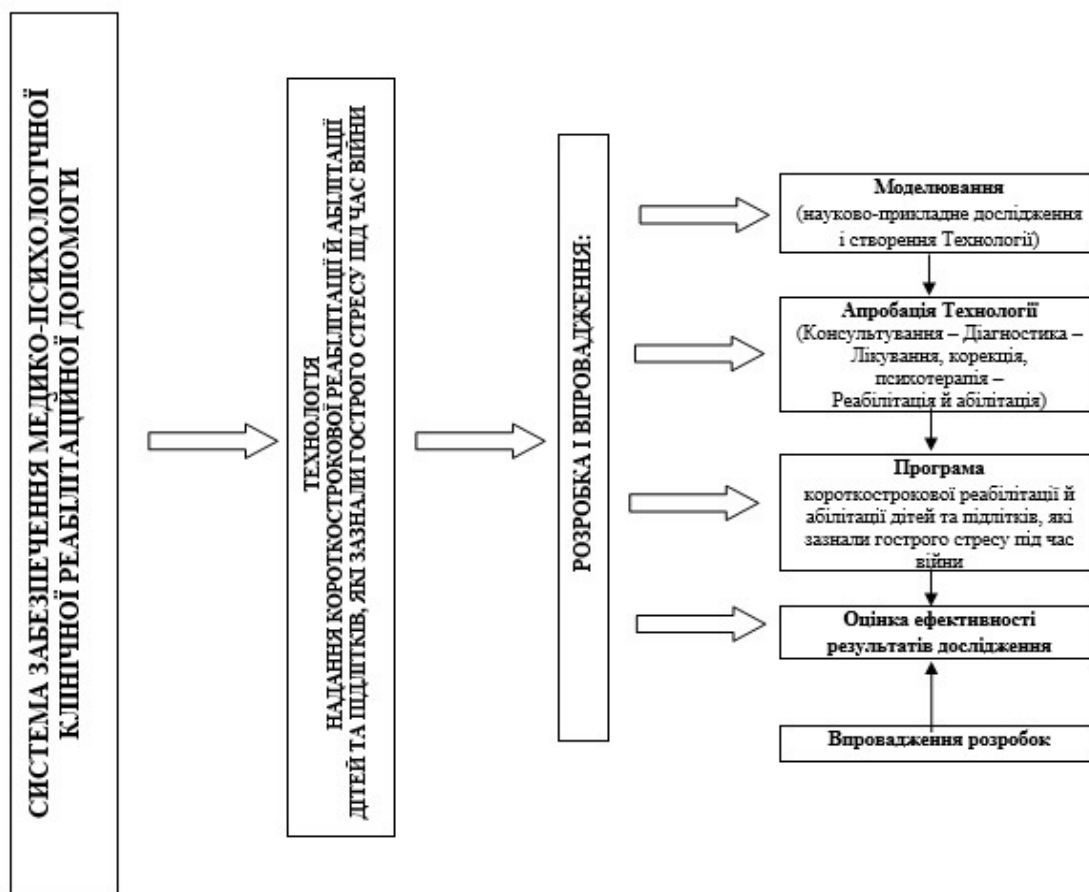 СИСТЕМА ЗАБЕЗПЕЧЕННЯ МЕДИКО-ПСИХОЛОГІЧНОЇ
КЛІНІЧНОЇ РЕАБІЛІТАЦІЙНОЇ ДОПОМОГИ
ТЕХНОЛОГІЯ
НАДАННЯ КОРОТКОСТРОКОВОЇ РЕАБІЛІТАЦІЇ Й АБІЛІТАЦІЇ
ДІТЕЙ ТА ПІДЛІТКІВ, ЯКІ ЗАЗНАЛИ ГОСТРОГО СТРЕСУ ПІД ЧАС ВІЙНИ
РОЗРОБКА І ВПРОВАДЖЕННЯ:
Моделювання
(науково-прикладне дослідження
і створення Технології)
Апробація Технології
(Консультування – Діагностика –
Лікування, корекція,
психотерапія –
Реабілітація й абілітація)
Програма
короткострокової реабілітації й
абілітації дітей та підлітків, які
зазнали гострого стресу під час
війни
Оцінка ефективності
результатів дослідження
Впровадження розробок